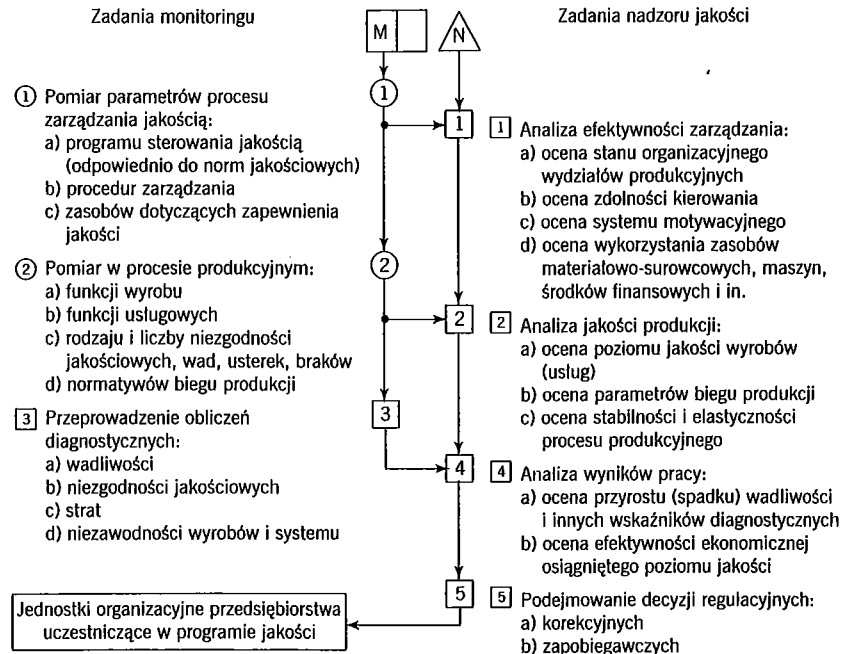 Zadania monitoringu
M
N
Zadania nadzoru jakości
① Pomiar parametrów procesu
zarządzania jakością:
a) programu sterowania jakością
(odpowiednio do norm jakościowych)
b) procedur zarządzania
c) zasobów dotyczących zapewnienia
jakości
② Pomiar w procesie produkcyjnym:
a) funkcji wyrobu
b) funkcji usługowych
c) rodzaju i liczby niezgodności
jakościowych, wad, usterek, braków
d) normatywów biegu produkcji
3 Przeprowadzenie obliczeń
diagnostycznych:
a) wadliwości
b) niezgodności jakościowych
c) strat
d) niezawodności wyrobów i systemu
Jednostki organizacyjne przedsiębiorstwa
uczestniczące w programie jakości
1
1
2
2
3
4
5
1 Analiza efektywności zarządzania:
a) ocena stanu organizacyjnego
wydziałów produkcyjnych
b) ocena zdolności kierowania
c) ocena systemu motywacyjnego
d) ocena wykorzystania zasobów
materiałowo-surowcowych, maszyn,
środków finansowych i in.
2 Analiza jakości produkcji:
a) ocena poziomu jakości wyrobów
(usług)
b) ocena parametrów biegu produkcji
c) ocena stabilności i elastyczności
procesu produkcyjnego
4 Analiza wyników pracy:
a) ocena przyrostu (spadku) wadliwości
i innych wskaźników diagnostycznych
b) ocena efektywności ekonomicznej
osiągniętego poziomu jakości
5 Podejmowanie decyzji regulacyjnych:
a) korekcyjnych
b) zapobiegawczych